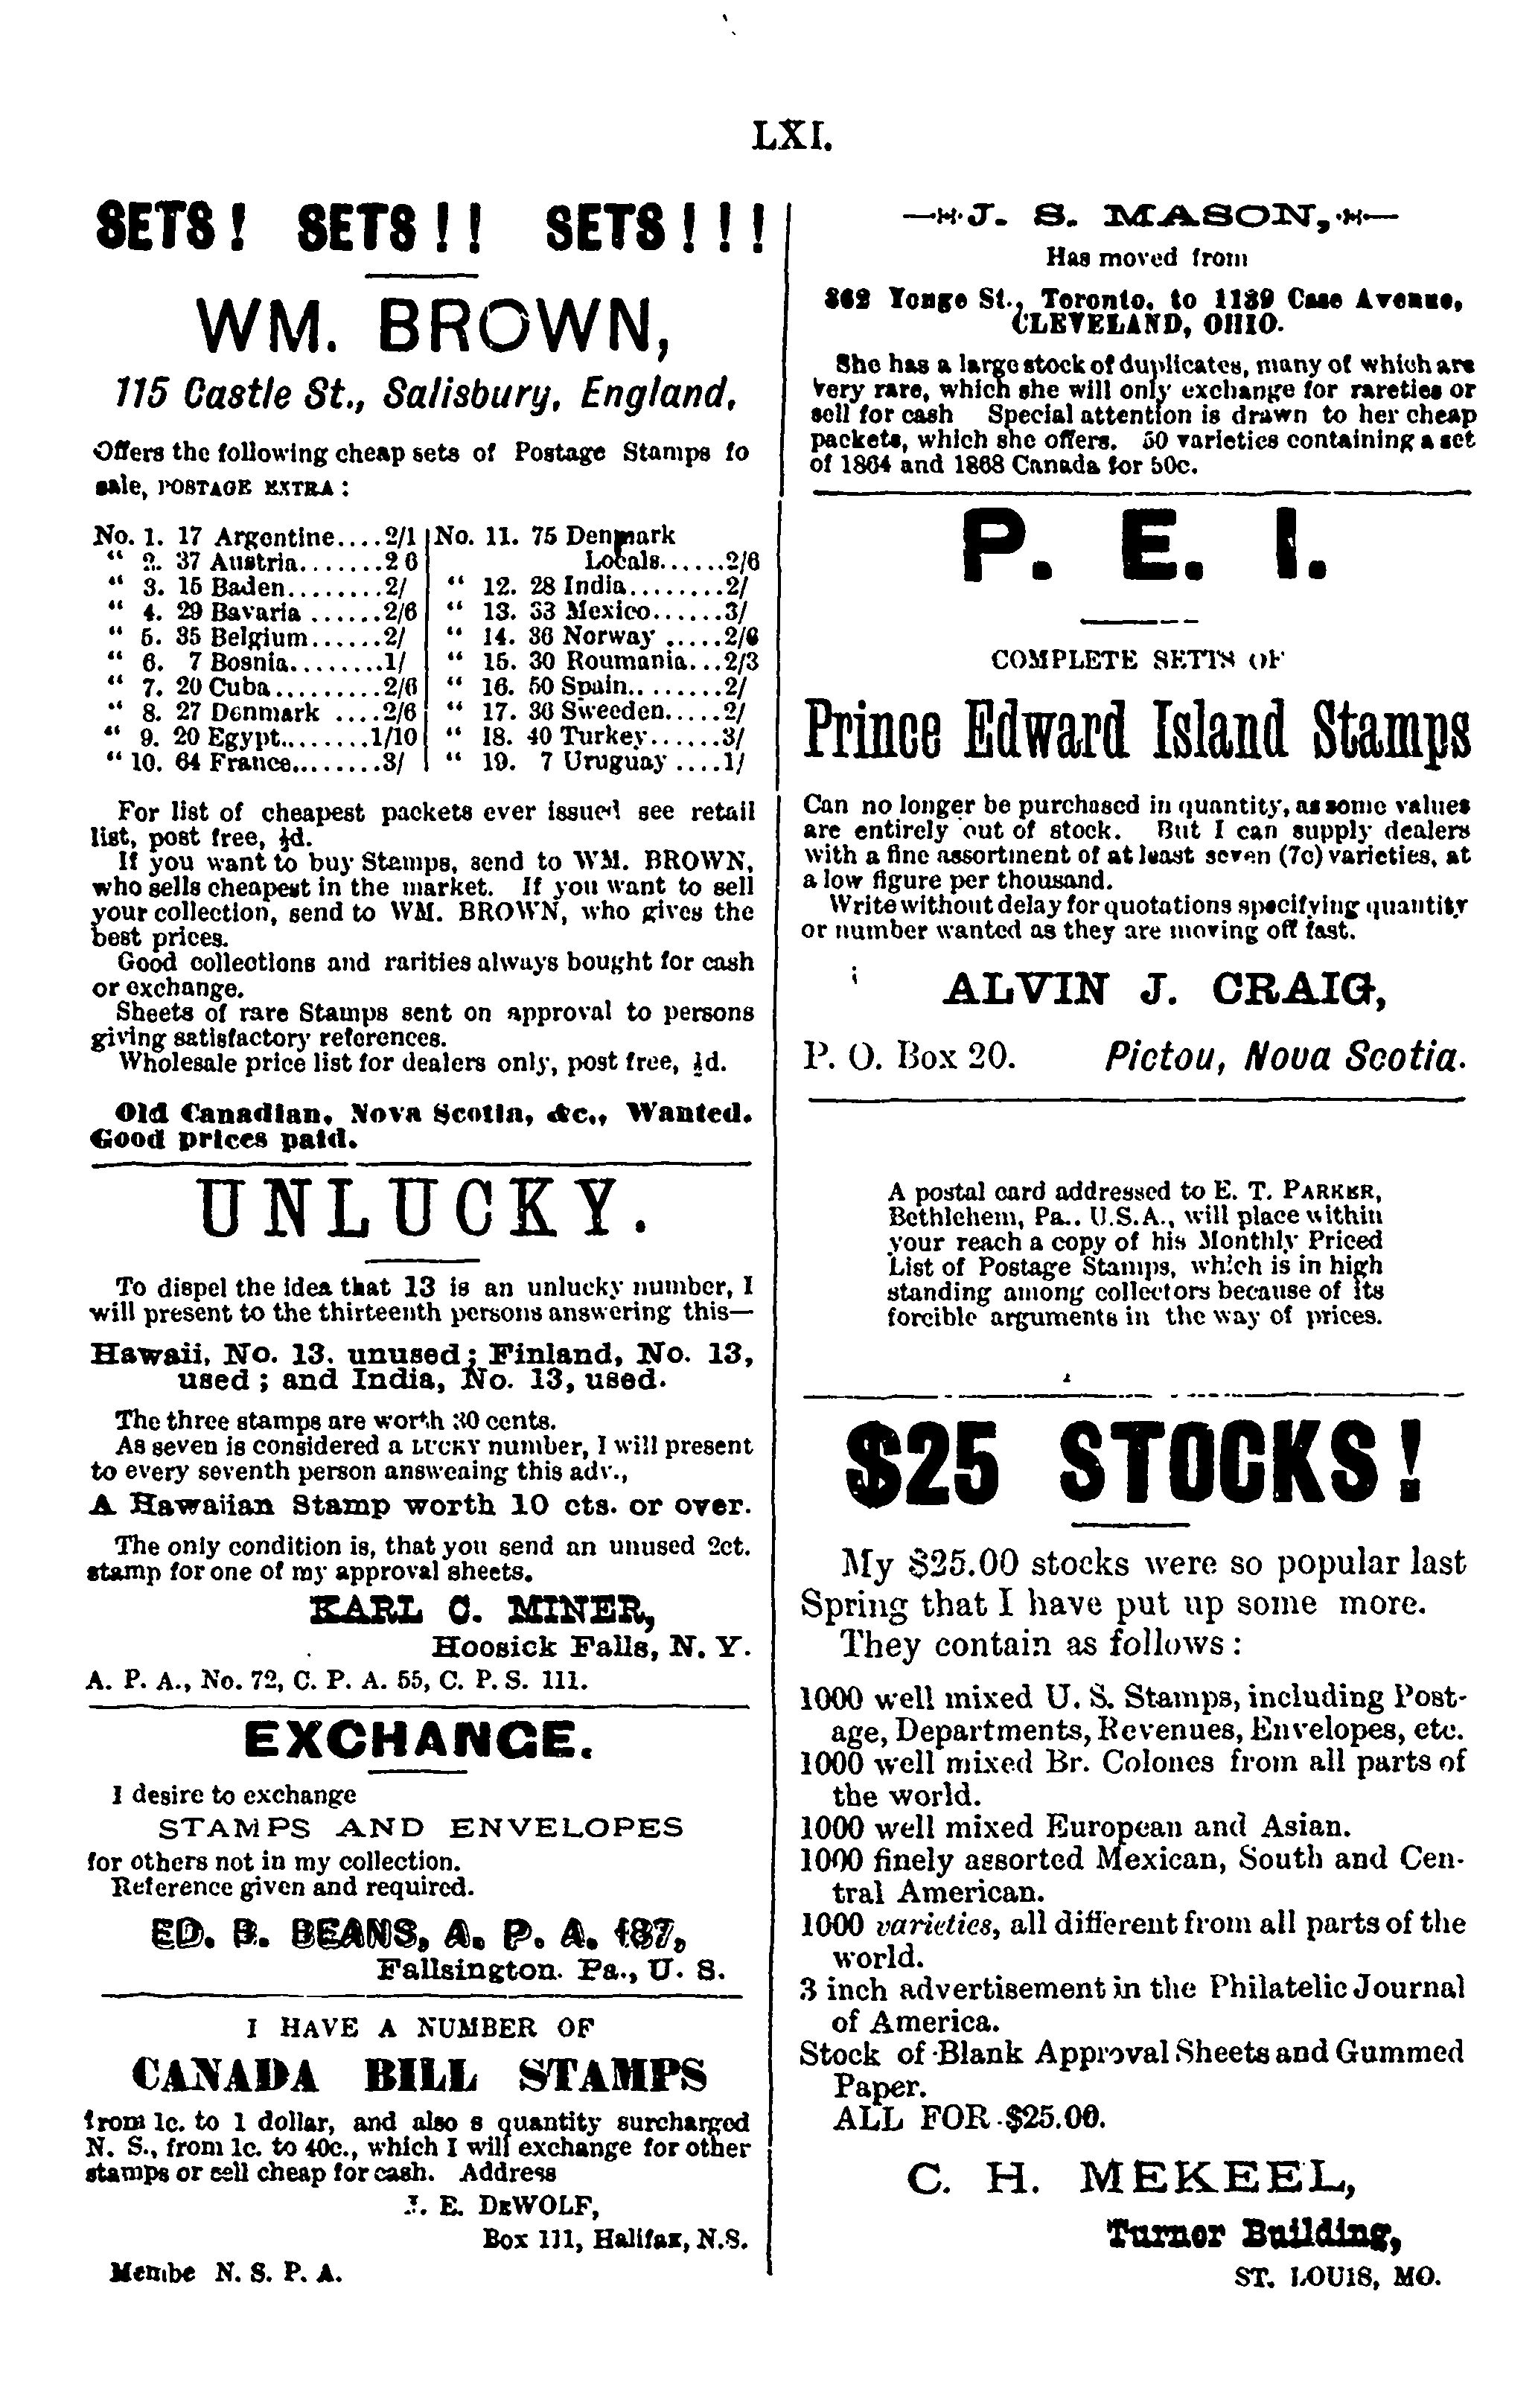 LXI.
SETS! SETS!! SETS!!!
WM. BROWN,
115 Castle St., Salisbury, England,
Offers the following cheap sets of Postage Stamps fo
sale, POSTAGE EXTRA:
No. 1. 17 Argentine....2/1
" 2. 37 Austria.......2 6
" 3. 15 Baden........2/
" 4. 29 Bavaria ......2/6
" 5. 35 Belgium......2/
" 6. 7 Bosnia........1/
" 7. 20 Cuba.........2/6
" 8. 27 Denmark ....2/6
" 9. 20 Egypt........1/10
" 10. 64 France........3/
No. 11. 75 Denmark
Locals......2/6
" 12. 28 India........2/
" 13. 33 Mexico......3/
" 14. 36 Norway .....2/6
" 15. 30 Roumania...2/3
" 16. 50 Spain.. .......2/
" 17. 36 Sweeden.....2/
" 18. 40 Turkey......3/
" 19. 7 Uruguay ....1/
For list of cheapest packets ever issued see retail
list, post free, ½d.
If you want to buy Stamps, send to WM. BROWN,
who sells cheapest in the market. If you want to sell
your collection, send to WM. BROWN, who gives the
best prices.
Good collections and rarities always bought for cash
or exchange.
Sheets of rare Stamps sent on approval to persons
giving satisfactory references.
Wholesale price list for dealers only, post free, ½d.
Old Canadian, Nova Scotia, &c., Wanted.
Good prices paid.
UNLUCKY.
To dispel the idea that 13 is an unlucky number, I
will present to the thirteenth persons answering this—
Hawaii, No. 13. unused; Finland, No. 13,
used; and India, No. 13, used.
The three stamps are worth 30 cents.
As seven is considered a LUCKY number, I will present
to every seventh person answeaing this adv.,
A Hawaiian Stamp worth 10 cts. or over.
The only condition is, that you send an unused 2ct.
stamp for one of my approval sheets.
KARL C. MINER,
Hoosick Falls, N. Y.
A. P. A., No. 72, C. P. A. 55, C. P. S. 111.
EXCHANGE.
I desire to exchange
STAMPS AND ENVELOPES
for others not in my collection.
Reference given and required.
ED. B. BEANS, A. P. A. 187,
Fallsington. Pa., U. S.
I HAVE A NUMBER OF
CANADA BILL STAMPS
from 1c. to 1 dollar, and also s quantity surcharged
N. S., from 1c. to 40c., which I will exchange for other
stamps or sell cheap for cash. Address
E. DEWOLF,
Box 111, Halifax, N.S.
Membe N. S. P. A.
J. S. MASON,
Has moved from
862 Yonge St., Toronto, to 1139 Case Avenue,
CLEVELAND, OHIO.
She has a large stock of duplicates, many of which are
very rare, which she will only exchange for rareties or
sell for cash Special attention is drawn to her cheap
packets, which she offers. 50 varieties containing a set
of 1864 and 1868 Canada for 50c.
P. E. I.
COMPLETE SETTS OF
Prince Edward Island Stamps
Can no longer be purchased in quantity, as some values
are entirely out of stock. But I can supply dealers
with a fine assortment of at least seven (7c) varieties, at
a low figure per thousand.
Write without delay for quotations specifying quantity
or number wanted as they are moving off fast.
ALVIN J. CRAIG,
P. O. Box 20. Pictou, Nova Scotia.
A postal card addressed to E. T. PARKER,
Bethlehem, Pa.. U.S.A., will place within
your reach a copy of his Monthly Priced
List of Postage Stamps, which is in high
standing among collectors because of its
forcible arguments in the way of prices.
$25 STOCKS!
My $25.00 stocks were so popular last
Spring that I have put up some more.
They contain as follows:
1000 well mixed U. S. Stamps, including Post-
age, Departments, Revenues, Envelopes, etc.
1000 well mixed Br. Colones from all parts of
the world.
1000 well mixed European and Asian.
1000 finely assorted Mexican, South and Cen-
tral American.
1000 varieties, all different from all parts of the
world.
3 inch advertisement in the Philatelic Journal
of America.
Stock of Blank Approval Sheets and Gummed
Paper.
ALL FOR $25.00.
C. H. MEKEEL,
Turner Building,
ST. LOUIS, MO.